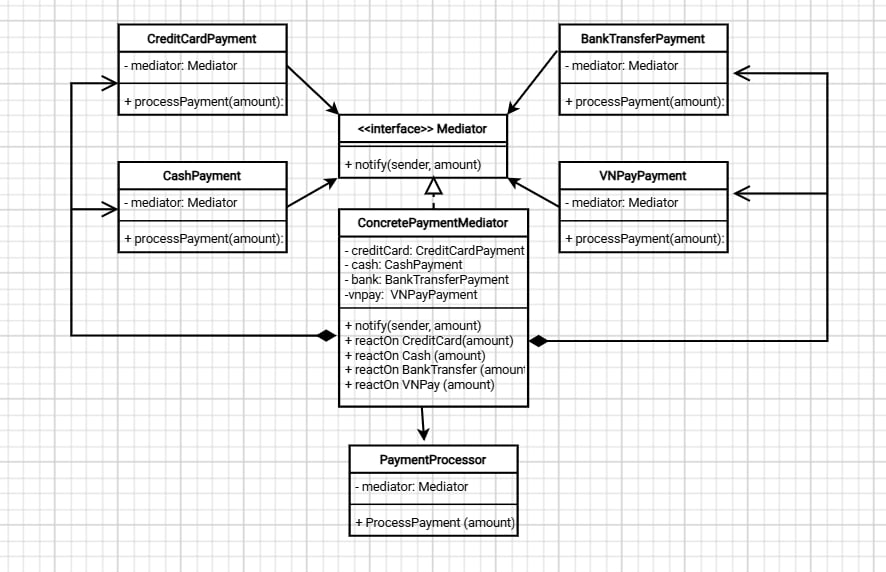 CreditCardPayment
- mediator: Mediator
+ processPayment(amount):
BankTransferPayment
- mediator: Mediator
+ processPayment(amount):
<<interface>> Mediator
+ notify(sender, amount)
CashPayment
- mediator: Mediator
+ processPayment(amount):
VNPayPayment
- mediator: Mediator
+ processPayment(amount):
ConcretePaymentMediator
- creditCard: CreditCardPayment
- cash: CashPayment
- bank: BankTransferPayment
-vnpay: VNPayPayment
+ notify(sender, amount)
+ reactOn CreditCard(amount)
+ reactOn Cash (amount)
+ reactOn BankTransfer (amount
+ reactOn VNPay (amount)
PaymentProcessor
- mediator: Mediator
+ ProcessPayment (amount)